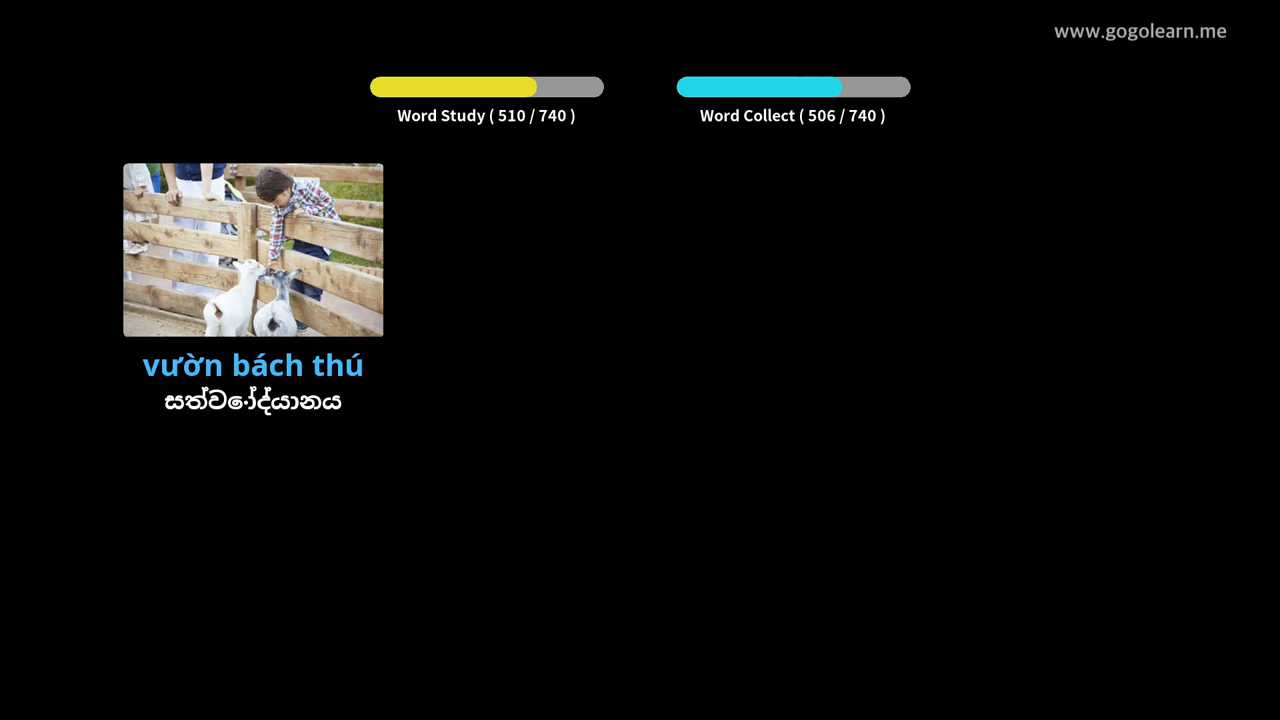 www.gogolearn.me
Word Study ( 510 / 740 )
Word Collect ( 506 / 740 )
vườn bách thú
සත්වෝද්‍යානය